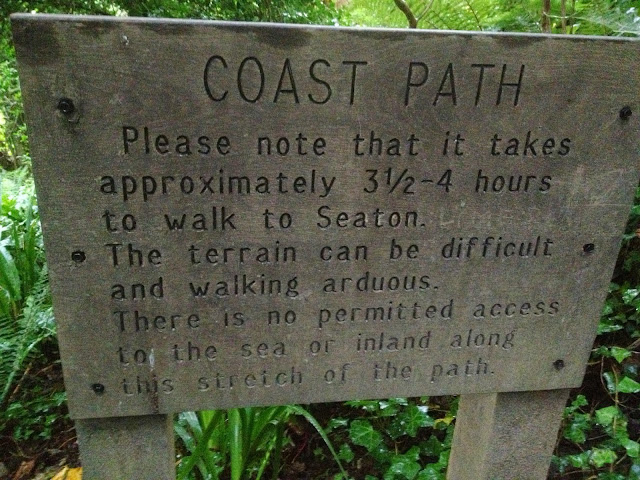 COAST PATH
Please note that it takes
approximately 3½-4 hours
to walk to Seaton.
The terrain can be difficult
and walking arduous.
There is no permitted access
to the sea or inland along
this stretch of the path.